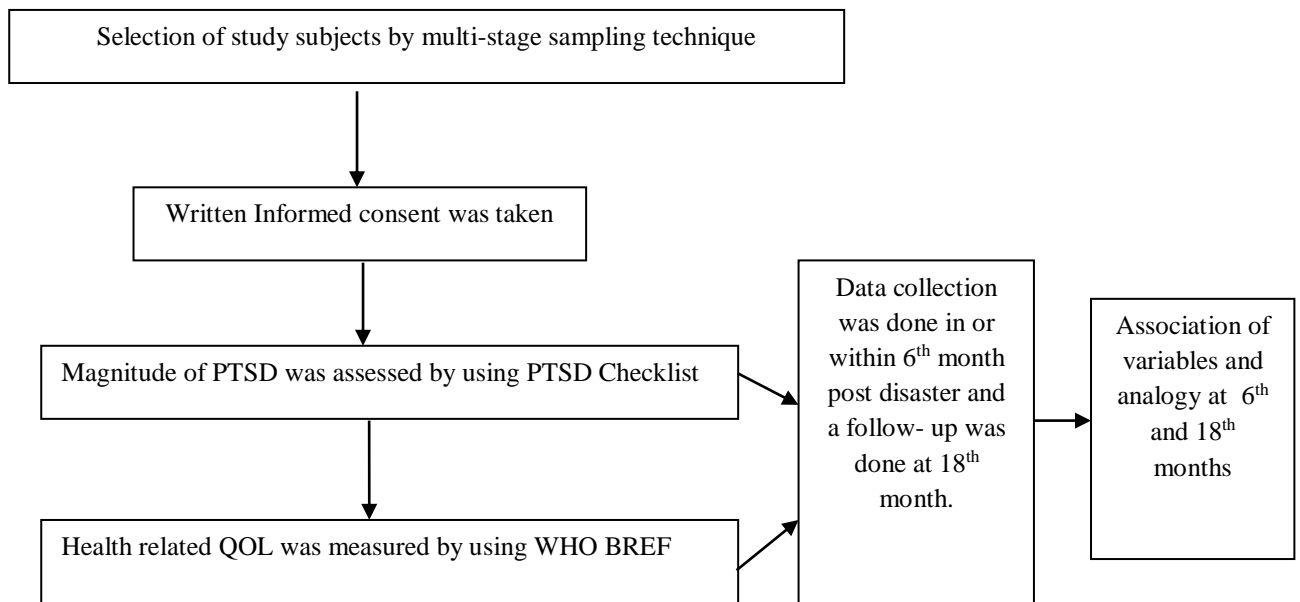 Selection of study subjects by multi-stage sampling technique
Written Informed consent was taken
Magnitude of PTSD was assessed by using PTSD Checklist
Health related QOL was measured by using WHO BREF
Data collection
was done in or
within 6th month
post disaster and
a follow- up was
done at 18th
month.
Association of
variables and
analogy at 6th
and 18th
months